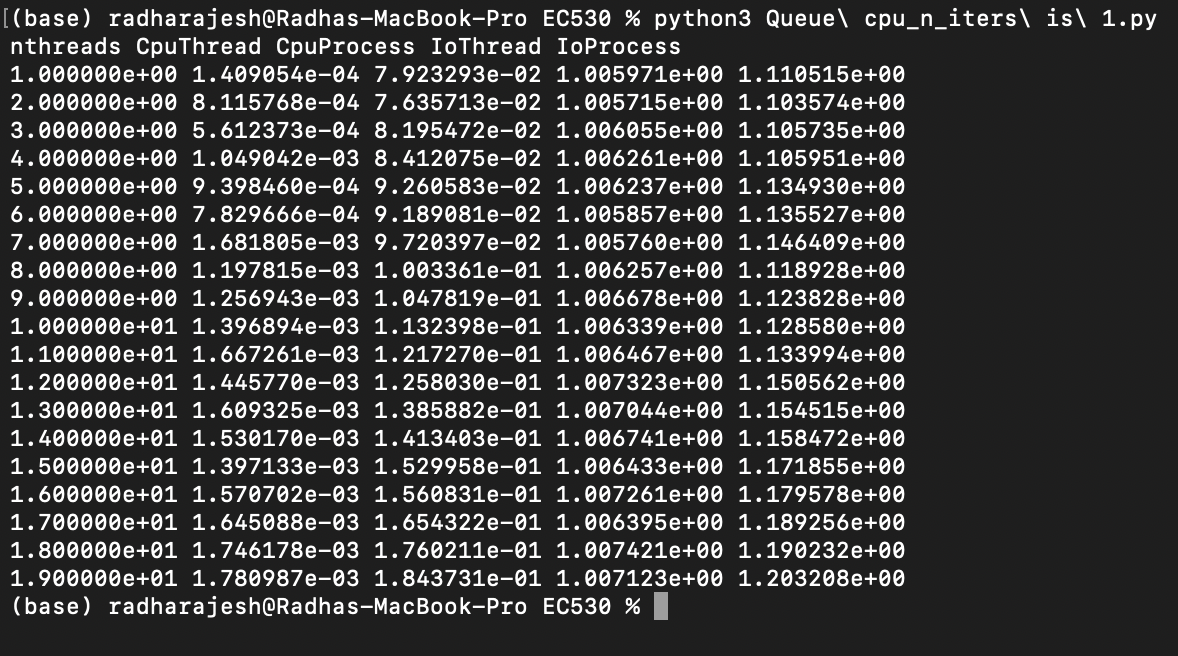 [(base) radharajesh@Radhas-MacBook-Pro EC530 % python3 Queue\ cpu_n_iters\ is\ 1.py
nthreads CpuThread CpuProcess IoThread IoProcess
1.000000e+00 1.409054e-04 7.923293e-02 1.005971e+00 1.110515e+00
2.000000e+00 8.115768e-04 7.635713e-02 1.005715e+00 1.103574e+00
3.000000e+00 5.612373e-04 8.195472e-02 1.006055e+00 1.105735e+00
4.000000e+00 1.049042e-03 8.412075e-02 1.006261e+00 1.105951e+00
5.000000e+00 9.398460e-04 9.260583e-02 1.006237e+00 1.134930e+00
6.000000e+00 7.829666e-04 9.189081e-02 1.005857e+00 1.135527e+00
7.000000e+00 1.681805e-03 9.720397e-02 1.005760e+00 1.146409e+00
8.000000e+00 1.197815e-03 1.003361e-01 1.006257e+00 1.118928e+00
9.000000e+00 1.256943e-03 1.047819e-01 1.006678e+00 1.123828e+00
1.000000e+01 1.396894e-03 1.132398e-01 1.006339e+00 1.128580e+00
1.100000e+01 1.667261e-03 1.217270e-01 1.006467e+00 1.133994e+00
1.200000e+01 1.445770e-03 1.258030e-01 1.007323e+00 1.150562e+00
1.300000e+01 1.609325e-03 1.385882e-01 1.007044e+00 1.154515e+00
1.400000e+01 1.530170e-03 1.413403e-01 1.006741e+00 1.158472e+00
1.500000e+01 1.397133e-03 1.529958e-01 1.006433e+00 1.171855e+00
1.600000e+01 1.570702e-03 1.560831e-01 1.007261e+00 1.179578e+00
1.700000e+01 1.645088e-03 1.654322e-01 1.006395e+00 1.189256e+00
1.800000e+01 1.746178e-03 1.760211e-01 1.007421e+00 1.190232e+00
1.900000e+01 1.780987e-03 1.843731e-01 1.007123e+00 1.203208e+00
(base) radharajesh@Radhas-MacBook-Pro EC530 %